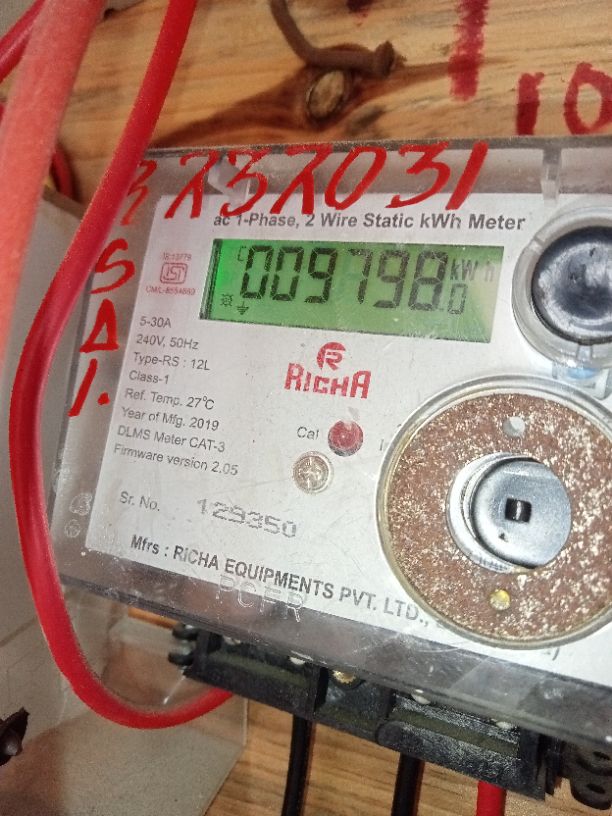 3737031
ac 1-Phase, 2 Wire Static kWh Meter
C 009798.0 kWh
ISI
5-30A
240V, 50Hz
Type-RS : 12L
Class-1
Ref. Temp. 27°C
Year of Mfg. 2019
DLMS Meter CAT-3
Firmware version 2.05
RICHA
Cal
Sr. No. 129350
Mfrs : RICHA EQUIPMENTS PVT. LTD.,